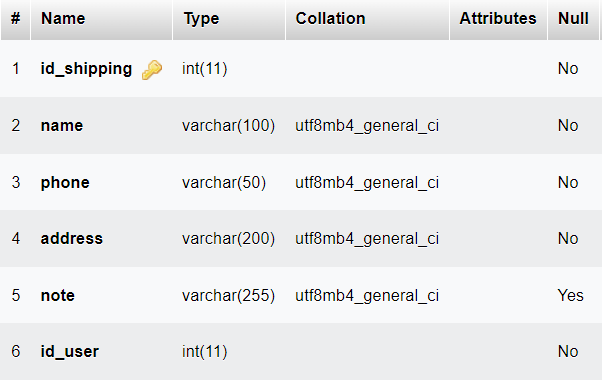 # Name Type Collation Attributes Null
1 id_shipping int(11) No
2 name varchar(100) utf8mb4_general_ci No
3 phone varchar(50) utf8mb4_general_ci No
4 address varchar(200) utf8mb4_general_ci No
5 note varchar(255) utf8mb4_general_ci Yes
6 id_user int(11) No